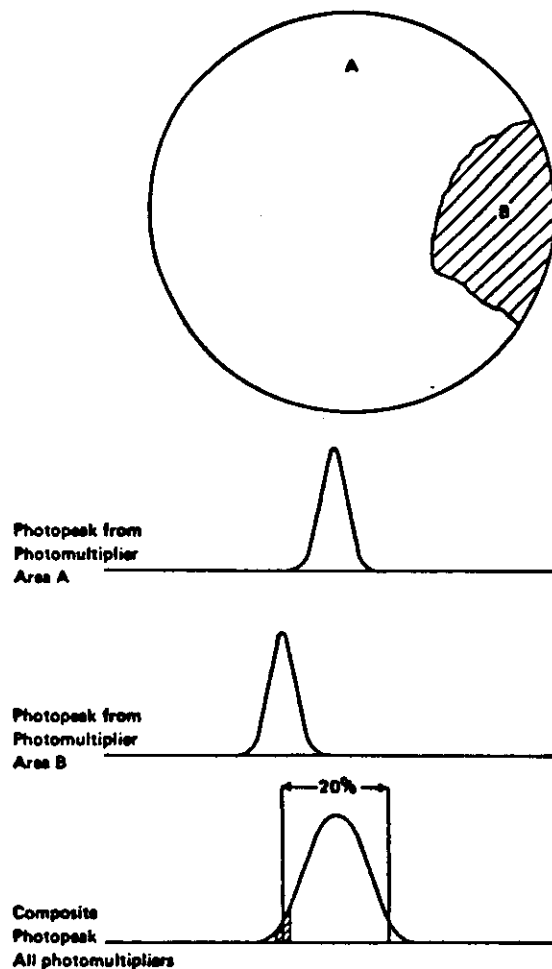 A
B
Photopeak from
Photomultiplier
Area A
Photopeak from
Photomultiplier
Area B
20%
Composite
Photopeak
All photomultipliers